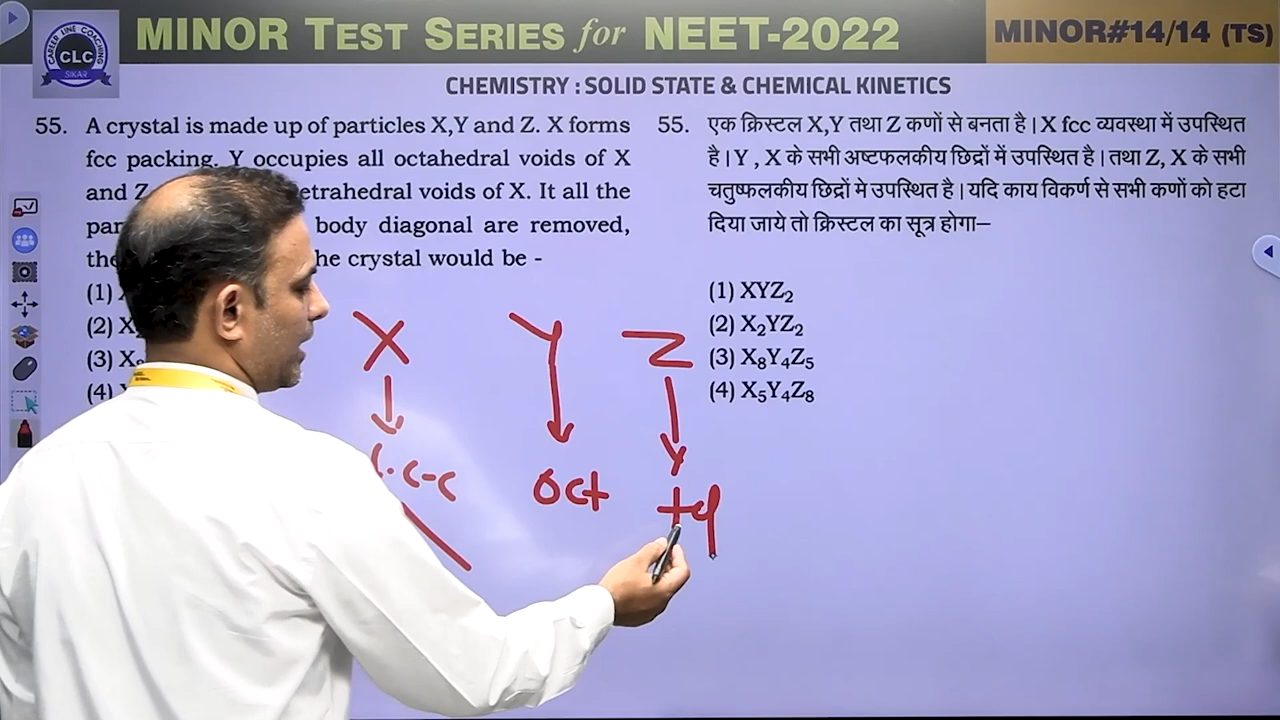 CAREER LINE COACHING
CLC
SIKAR
MINOR TEST SERIES for NEET-2022
MINOR#14/14 (TS)
CHEMISTRY : SOLID STATE & CHEMICAL KINETICS
55. A crystal is made up of particles X,Y and Z. X forms
fcc packing. Y occupies all octahedral voids of X
and Z etrahedral voids of X. It all the
par body diagonal are removed,
the he crystal would be -
(1)
(2) X
(3) X
(4)
55. एक क्रिस्टल X,Y तथा Z कणों से बनता है। X fcc व्यवस्था में उपस्थित
है। Y , X के सभी अष्टफलकीय छिद्रों में उपस्थित है। तथा Z, X के सभी
चतुष्फलकीय छिद्रों मे उपस्थित है। यदि काय विकर्ण से सभी कणों को हटा
दिया जाये तो क्रिस्टल का सूत्र होगा–
(1) XYZ₂
(2) X₂YZ₂
(3) X₈Y₄Z₅
(4) X₅Y₄Z₈
X Y Z
Oct